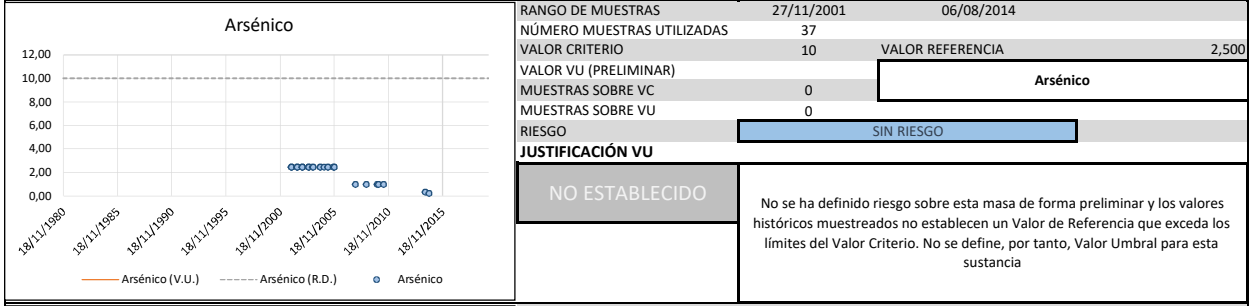 Arsénico
12,00
10,00
8,00
6,00
4,00
2,00
0,00
18/11/1980
18/11/1985
18/11/1990
18/11/1995
18/11/2000
18/11/2005
18/11/2010
18/11/2015
Arsénico (V.U.)
Arsénico (R.D.)
Arsénico
RANGO DE MUESTRAS 27/11/2001 06/08/2014
NÚMERO MUESTRAS UTILIZADAS 37
VALOR CRITERIO 10 VALOR REFERENCIA 2,500
VALOR VU (PRELIMINAR)
Arsénico
MUESTRAS SOBRE VC 0
MUESTRAS SOBRE VU 0
RIESGO SIN RIESGO
JUSTIFICACIÓN VU
NO ESTABLECIDO
No se ha definido riesgo sobre esta masa de forma preliminar y los valores
históricos muestreados no establecen un Valor de Referencia que exceda los
límites del Valor Criterio. No se define, por tanto, Valor Umbral para esta
sustancia